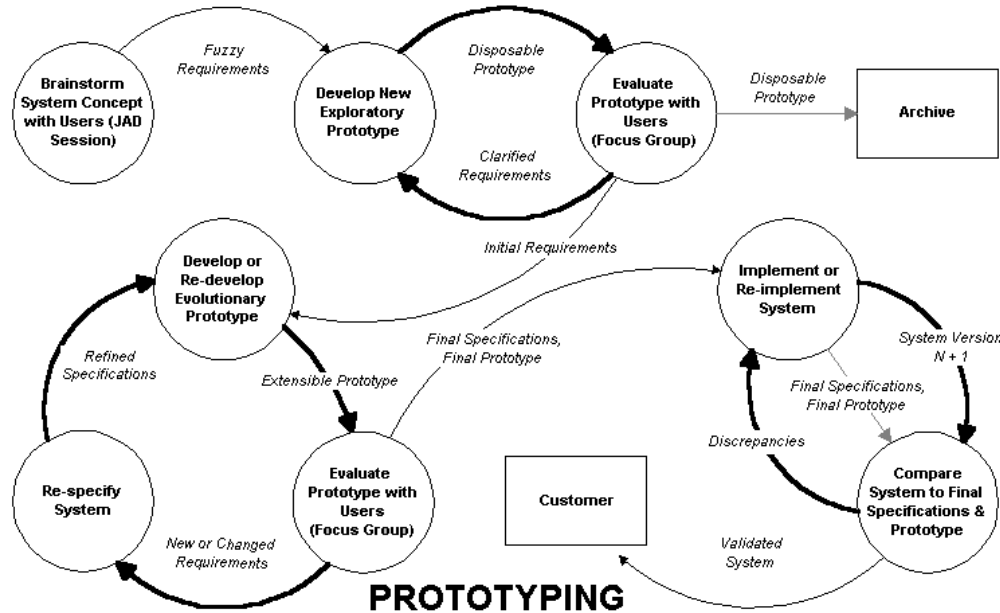 Fuzzy
Requirements
Disposable
Prototype
Disposable
Prototype
Brainstorm
System Concept
with Users (JAD
Session)
Develop New
Exploratory
Prototype
Evaluate
Prototype with
Users
(Focus Group)
Archive
Clarified
Requirements
Initial Requirements
Develop or
Re-develop
Evolutionary
Prototype
Implement or
Re-implement
System
Refined
Specifications
Extensible Prototype
Final Specifications,
Final Prototype
System Version
N + 1
Final Specifications,
Final Prototype
Discrepancies
Re-specify
System
Evaluate
Prototype with
Users
(Focus Group)
Customer
Compare
System to Final
Specifications &
Prototype
New or Changed
Requirements
Validated
System
PROTOTYPING